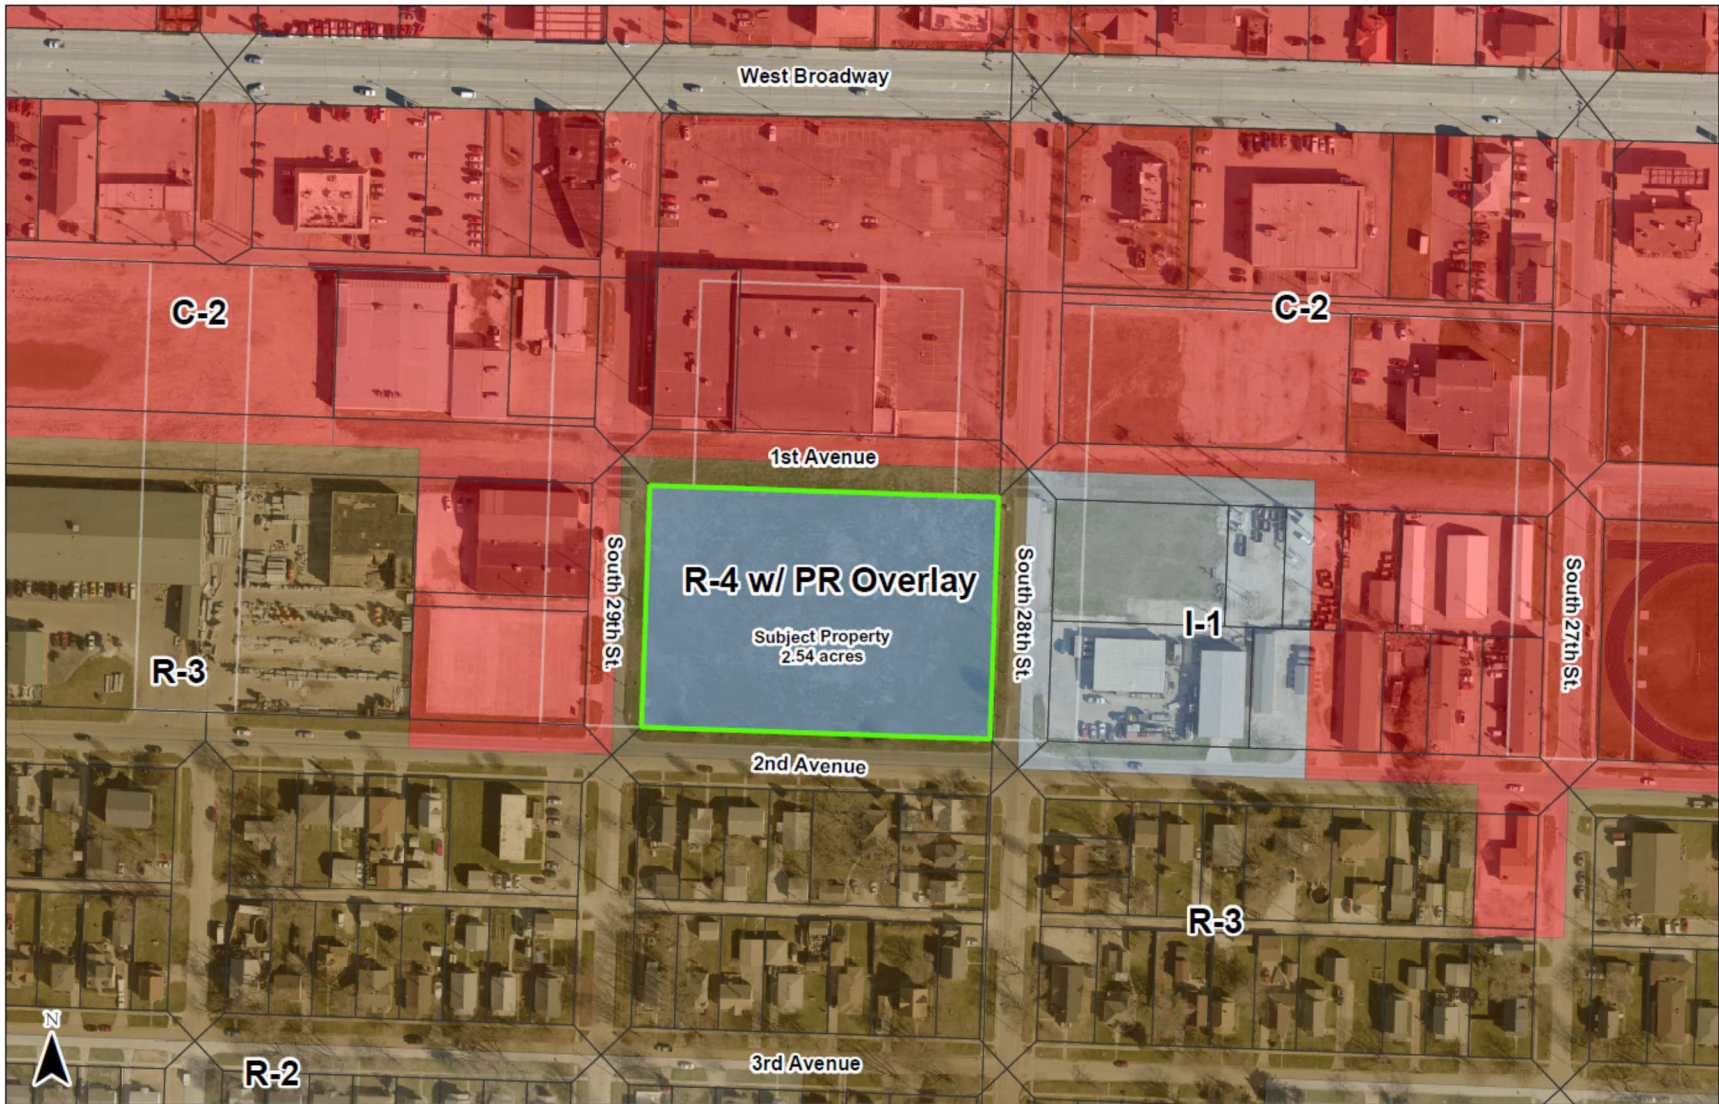 West Broadway
C-2
C-2
1st Avenue
South 29th St.
R-4 w/ PR Overlay
Subject Property
2.54 acres
South 28th St.
I-1
South 27th St.
R-3
2nd Avenue
R-3
N
R-2
3rd Avenue